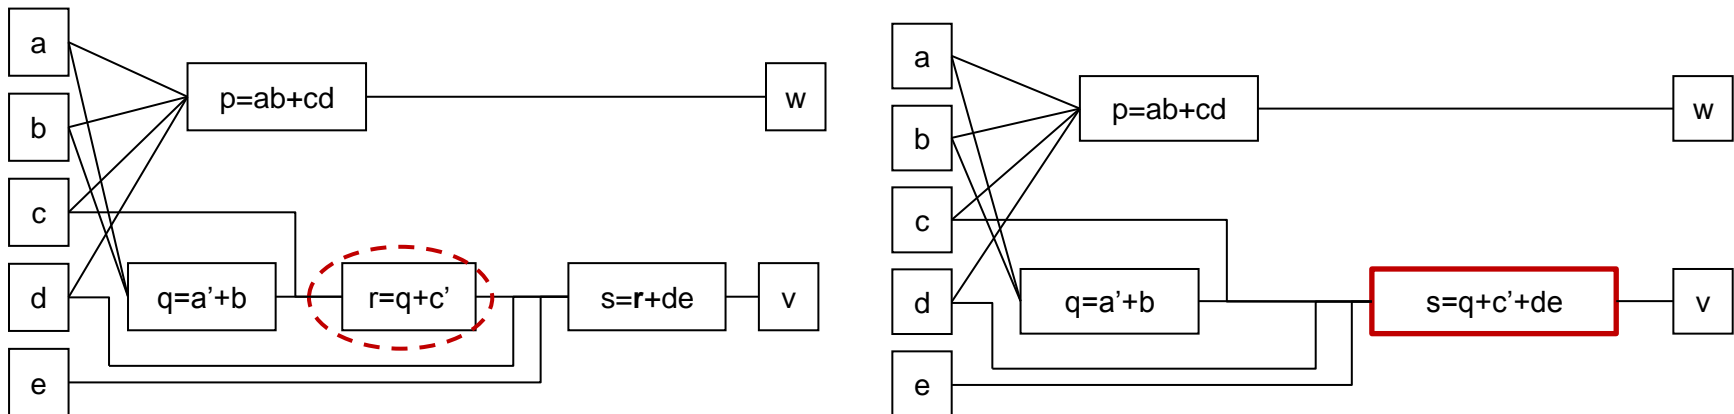 a
b
c
d
e
p=ab+cd
q=a’+b
r=q+c’
s=r+de
w
v
a
b
c
d
e
p=ab+cd
q=a’+b
s=q+c’+de
w
v